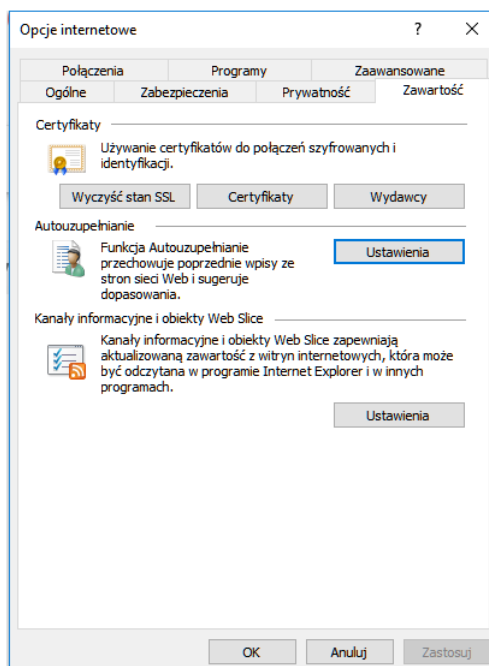 Opcje internetowe
?
Połączenia Programy Zaawansowane
Ogólne Zabezpieczenia Prywatność Zawartość
Certyfikaty
Używanie certyfikatów do połączeń szyfrowanych i
identyfikacji.
Wyczyść stan SSL Certyfikaty Wydawcy
Autouzupełnianie
Funkcja Autouzupełnianie
przechowuje poprzednie wpisy ze
stron sieci Web i sugeruje
dopasowania.
Ustawienia
Kanały informacyjne i obiekty Web Slice
Kanały informacyjne i obiekty Web Slice zapewniają
aktualizowaną zawartość z witryn internetowych, która może
być odczytana w programie Internet Explorer i w innych
programach.
Ustawienia
OK Anuluj Zastosuj